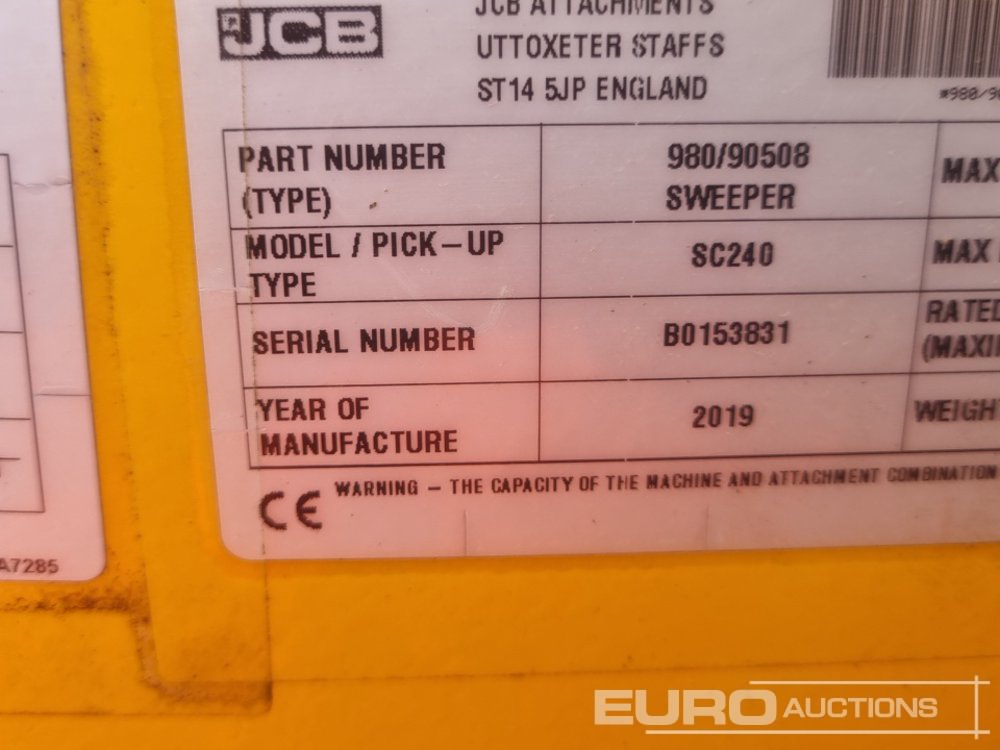 JCB
JCB ATTACHMENTS
UTTOXETER STAFFS
ST14 5JP ENGLAND
PART NUMBER
(TYPE)
980/90508
SWEEPER
MAX
MODEL / PICK-UP
TYPE
SC240
MAX
SERIAL NUMBER
B0153831
YEAR OF
MANUFACTURE
2019
CE
WARNING - THE CAPACITY OF THE MACHINE AND ATTACHMENT COMBINATION
A7285
EURO AUCTIONS